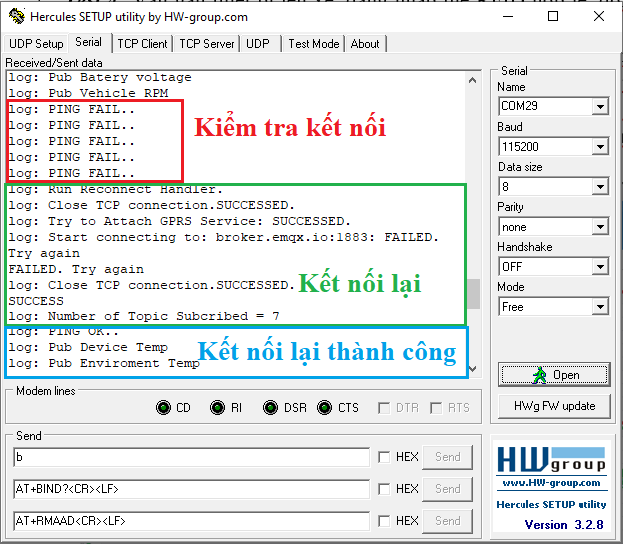 Hercules SETUP utility by HW-group.com
UDP Setup Serial TCP Client TCP Server UDP Test Mode About
Received/Sent data
log: Pub Batery voltage
log: Pub Vehicle RPM
log: PING FAIL..
log: PING FAIL..
log: PING FAIL..
log: PING FAIL..
log: PING FAIL..
Kiểm tra kết nối
log: Run Reconnect Handler.
log: Close TCP connection.SUCCESSED.
log: Try to Attach GPRS Service: SUCCESSED.
log: Start connecting to: broker.emqx.io:1883: FAILED.
Try again
FAILED. Try again
log: Close TCP connection.SUCCESSED.
SUCCESS
log: Number of Topic Subcribed = 7
Kết nối lại
log: PING OK..
log: Pub Device Temp
log: Pub Enviroment Temp
Kết nối lại thành công
Serial
Name
COM29
Baud
115200
Data size
8
Parity
none
Handshake
OFF
Mode
Free
Open
HWg FW update
Modem lines
CD RI DSR CTS DTR RTS
Send
b HEX Send
AT+BIND?<CR><LF> HEX Send
AT+RMAAD<CR><LF> HEX Send
HW group
www.HW-group.com
Hercules SETUP utility
Version 3.2.8